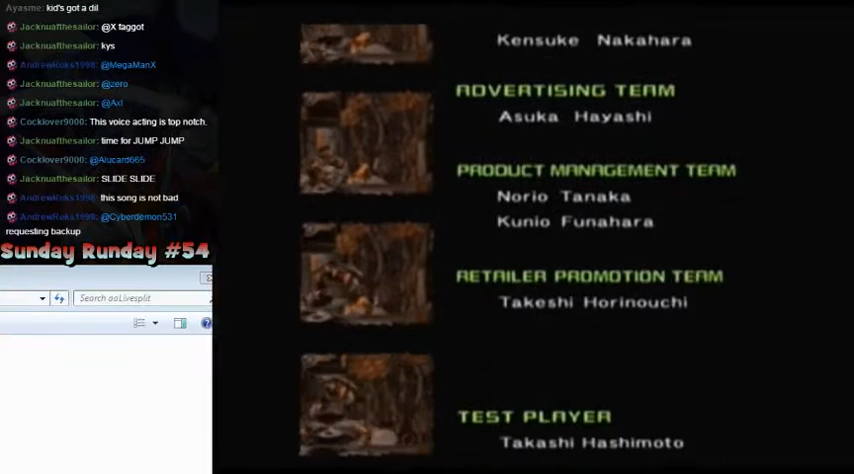 Ayasme: kid's got a dil
Jacknuafthesailor: @X faggot
Jacknuafthesailor: kys
AndrewRoks1998: @MegaManX
Jacknuafthesailor: @zero
Jacknuafthesailor: @Axl
Cocklover9000: This voice acting is top notch.
Jacknuafthesailor: time for JUMP JUMP
Cocklover9000: @Alucard665
Jacknuafthesailor: SLIDE SLIDE
AndrewRoks1998: this song is not bad
AndrewRoks1998: @Cyberdemon531
requesting backup
Sunday Runday #54
Search aaLivesplit
Kensuke Nakahara
ADVERTISING TEAM
Asuka Hayashi
PRODUCT MANAGEMENT TEAM
Norio Tanaka
Kunio Funahara
RETAILER PROMOTION TEAM
Takeshi Horinouchi
TEST PLAYER
Takashi Hashimoto